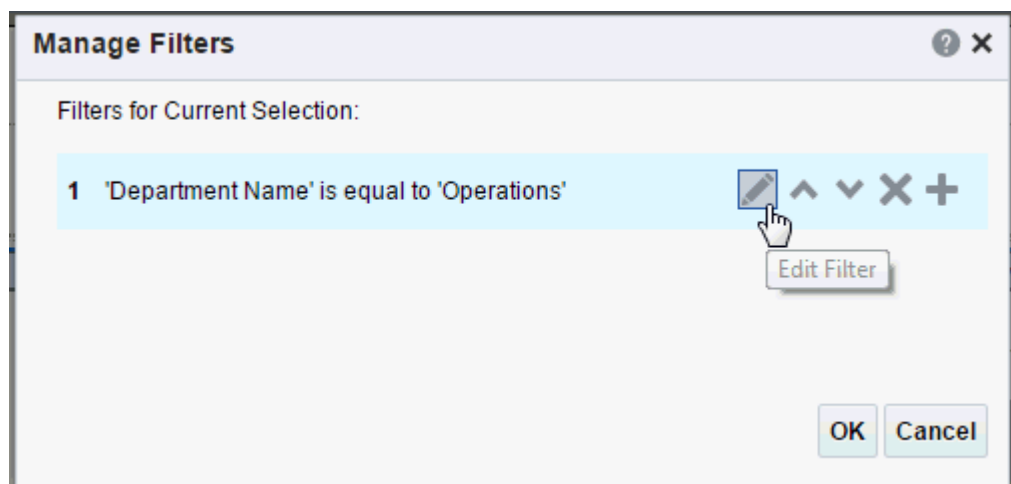 Manage Filters
Filters for Current Selection:
1 'Department Name' is equal to 'Operations'
Edit Filter
OK Cancel